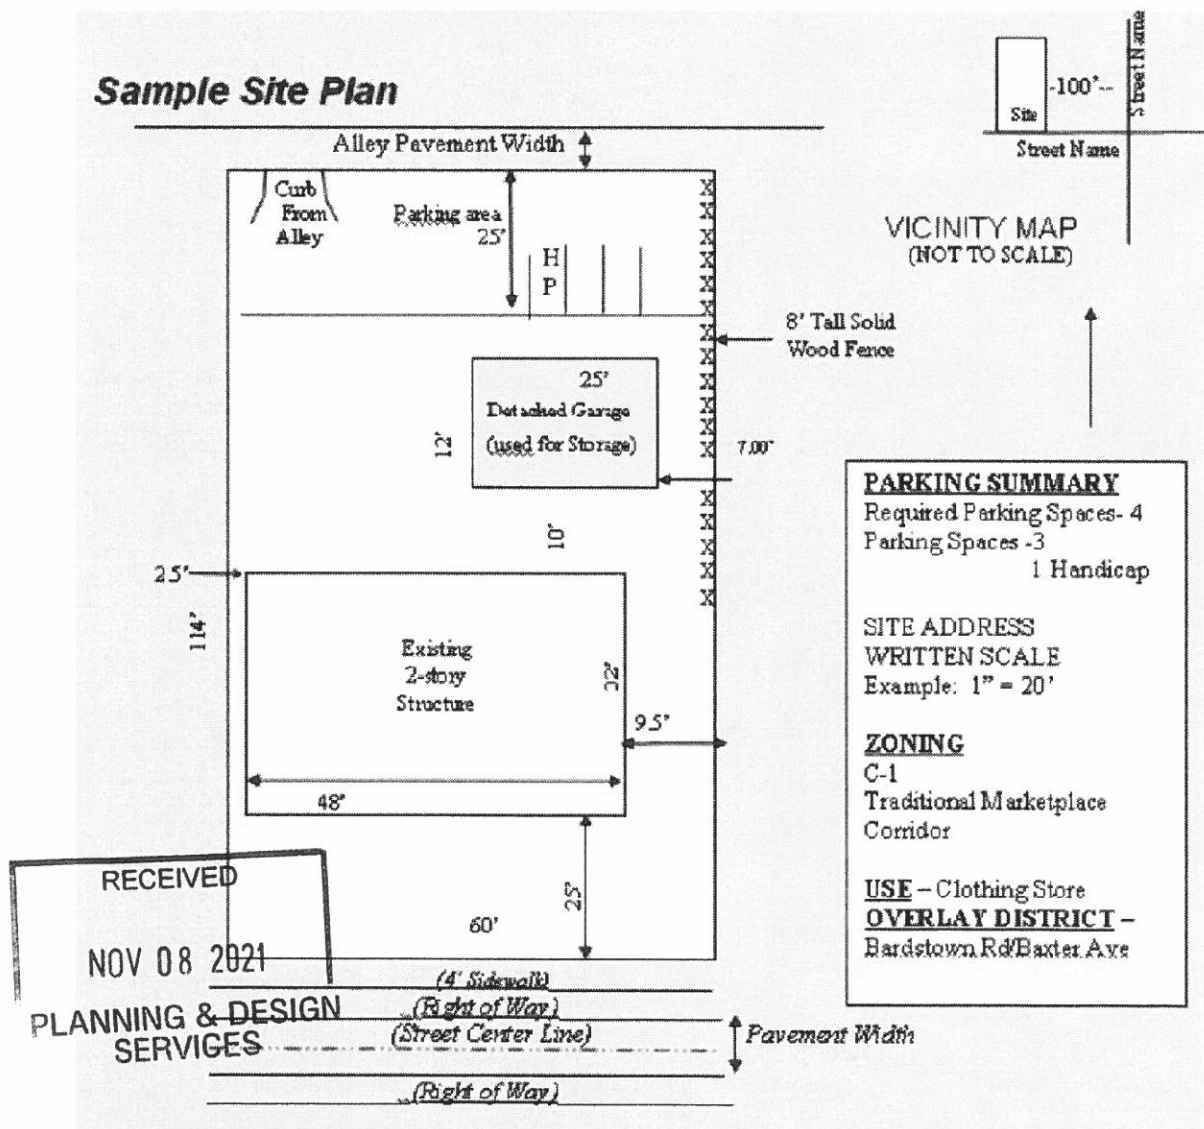 Sample Site Plan
Alley Pavement Width
Curb
From
Alley
Parking area
25'
H
P
Site
-100'--
Street Name
Street Name
VICINITY MAP
(NOT TO SCALE)
8' Tall Solid
Wood Fence
25'
Detached Garage
(used for Storage)
12'
7.00'
10'
25'
114'
Existing
2-story
Structure
32'
9.5'
48'
25'
60'
PARKING SUMMARY
Required Parking Spaces- 4
Parking Spaces -3
1 Handicap
SITE ADDRESS
WRITTEN SCALE
Example: 1" = 20'
ZONING
C-1
Traditional Marketplace
Corridor
USE – Clothing Store
OVERLAY DISTRICT –
Bardstown Rd/Baxter Ave
RECEIVED
NOV 08 2021
PLANNING & DESIGN
SERVICES
(4' Sidewalk)
(Right of Way)
(Street Center Line)
Pavement Width
(Right of Way)